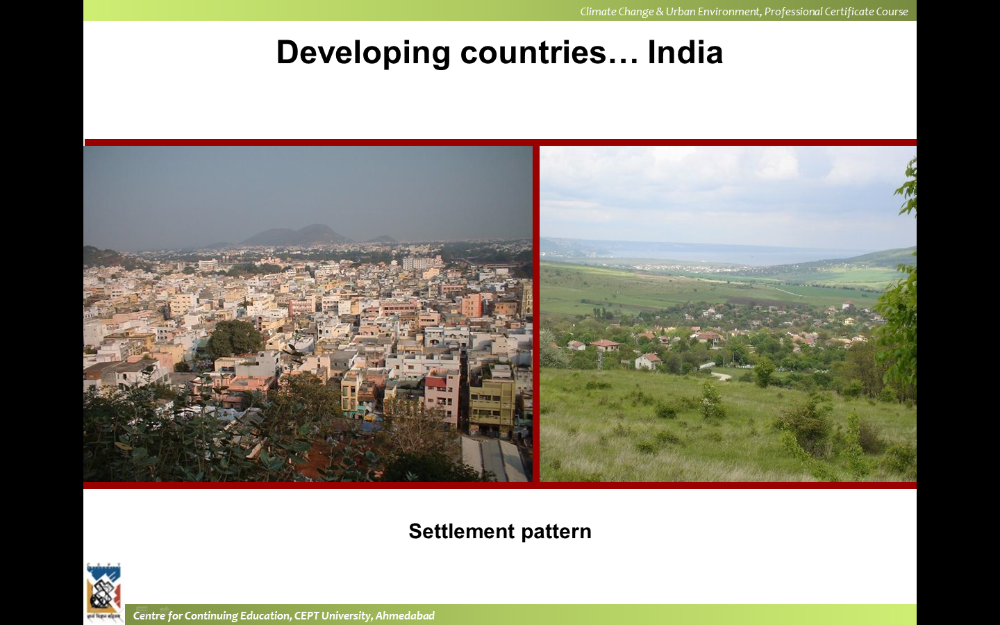 Climate Change & Urban Environment, Professional Certificate Course
Developing countries… India
Settlement pattern
C E P T
Centre for Continuing Education, CEPT University, Ahmedabad